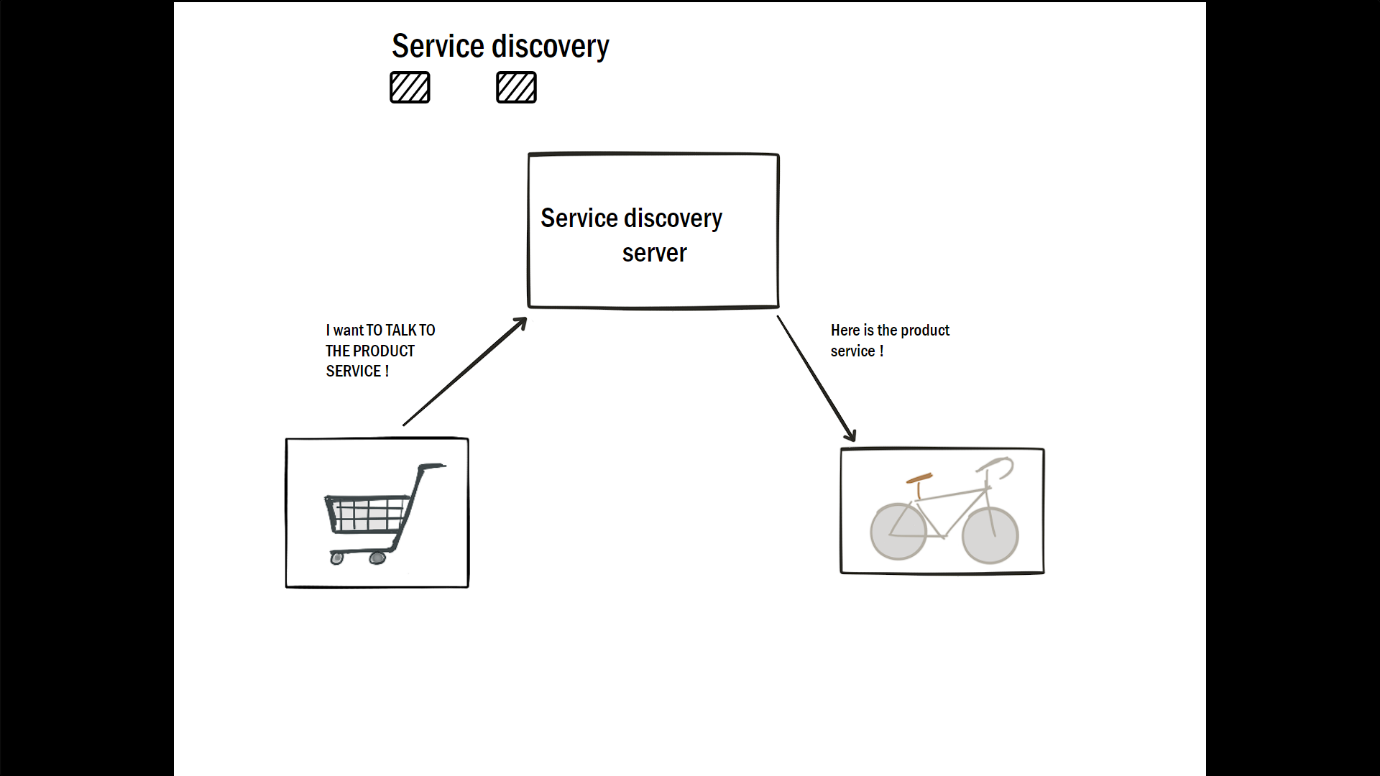 Service discovery
Service discovery
server
I want TO TALK TO
THE PRODUCT
SERVICE !
Here is the product
service !